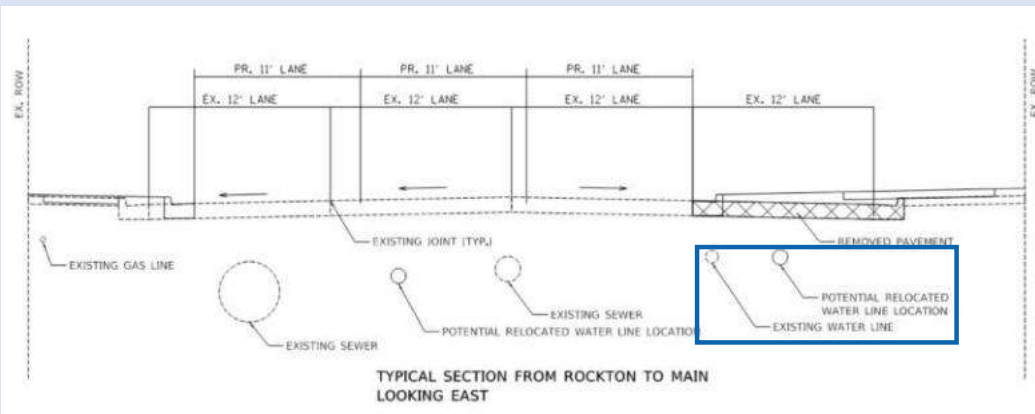 EX. ROW
EX. ROW
PR. 11' LANE
PR. 11' LANE
PR. 11' LANE
EX. 12' LANE
EX. 12' LANE
EX. 12' LANE
EX. 12' LANE
EXISTING JOINT (TYP.)
REMOVED PAVEMENT
EXISTING GAS LINE
POTENTIAL RELOCATED
WATER LINE LOCATION
EXISTING SEWER
EXISTING WATER LINE
POTENTIAL RELOCATED WATER LINE LOCATION
EXISTING SEWER
TYPICAL SECTION FROM ROCKTON TO MAIN
LOOKING EAST